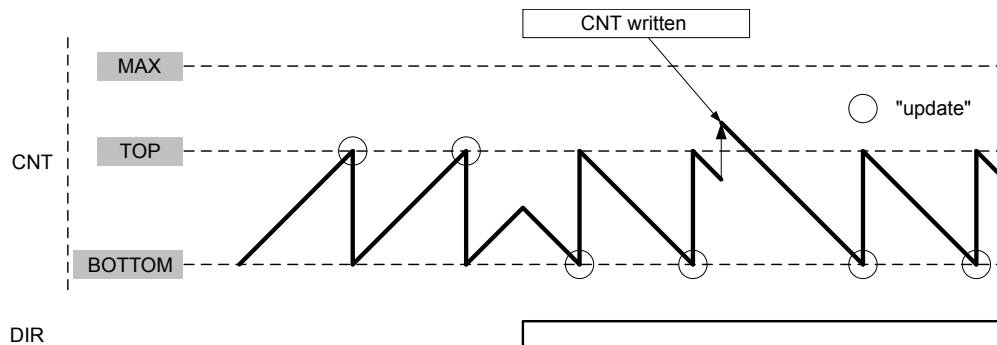 CNT written
MAX
"update"
CNT
TOP
BOTTOM
DIR